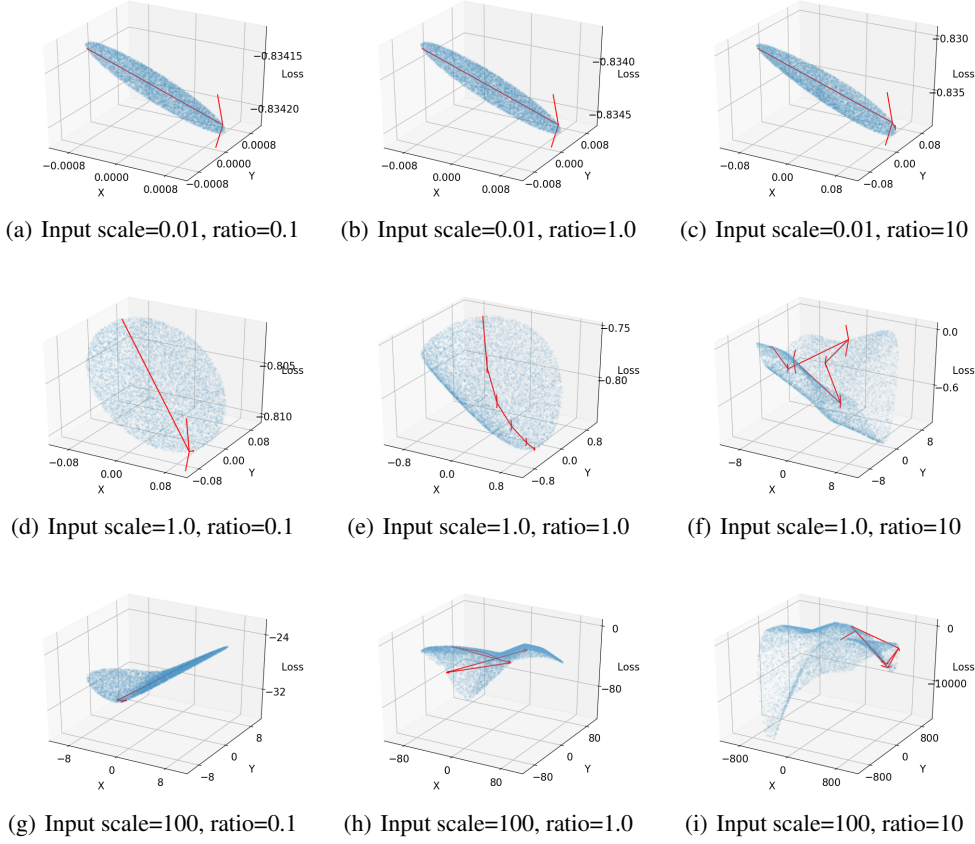 −0.83415
Loss
−0.83420
0.0008
0.0000
Y
−0.0008
−0.0008
0.0000
0.0008
X
−0.8340
Loss
−0.8345
0.008
0.000
Y
−0.008
−0.008
0.000
0.008
X
−0.830
Loss
−0.835
0.08
0.00
Y
−0.08
−0.08
0.00
0.08
X
(a) Input scale=0.01, ratio=0.1
(b) Input scale=0.01, ratio=1.0
(c) Input scale=0.01, ratio=10
−0.805
Loss
−0.810
0.08
0.00
Y
−0.08
−0.08
0.00
0.08
X
−0.75
−0.80
Loss
0.8
0.0
Y
−0.8
−0.8
0.0
0.8
X
0.0
Loss
−0.6
8
0
Y
−8
−8
0
8
X
(d) Input scale=1.0, ratio=0.1
(e) Input scale=1.0, ratio=1.0
(f) Input scale=1.0, ratio=10
−24
Loss
−32
8
0
Y
−8
−8
0
8
X
0
Loss
−80
80
0
Y
−80
−80
0
80
X
0
Loss
−10000
800
0
Y
−800
−800
0
800
X
(g) Input scale=100, ratio=0.1
(h) Input scale=100, ratio=1.0
(i) Input scale=100, ratio=10